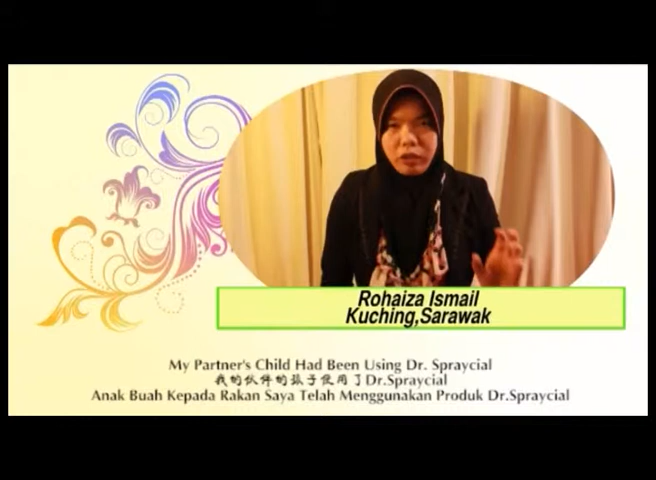 Rohaiza Ismail
Kuching,Sarawak
My Partner's Child Had Been Using Dr. Spraycial
我的伙伴的孩子使用了Dr.Spraycial
Anak Buah Kepada Rakan Saya Telah Menggunakan Produk Dr.Spraycial